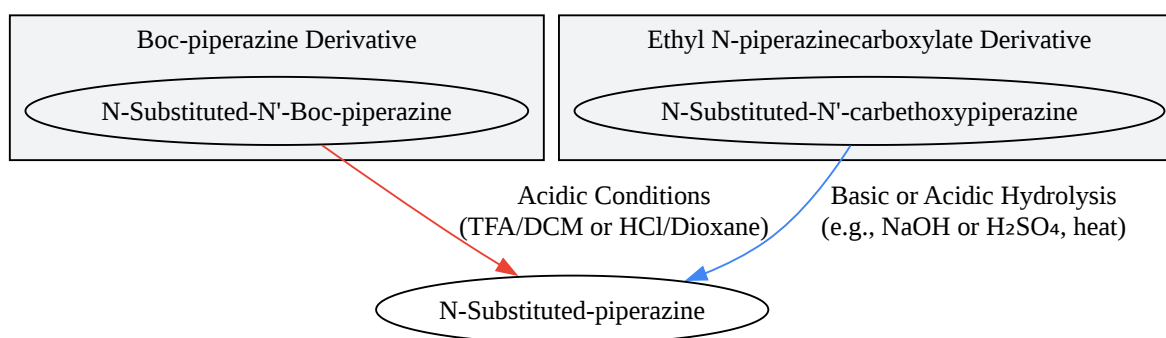 Boc-piperazine Derivative
N-Substituted-N'-Boc-piperazine
Ethyl N-piperazinecarboxylate Derivative
N-Substituted-N'-carbethoxypiperazine
Acidic Conditions
(TFA/DCM or HCl/Dioxane)
Basic or Acidic Hydrolysis
(e.g., NaOH or H₂SO₄, heat)
N-Substituted-piperazine